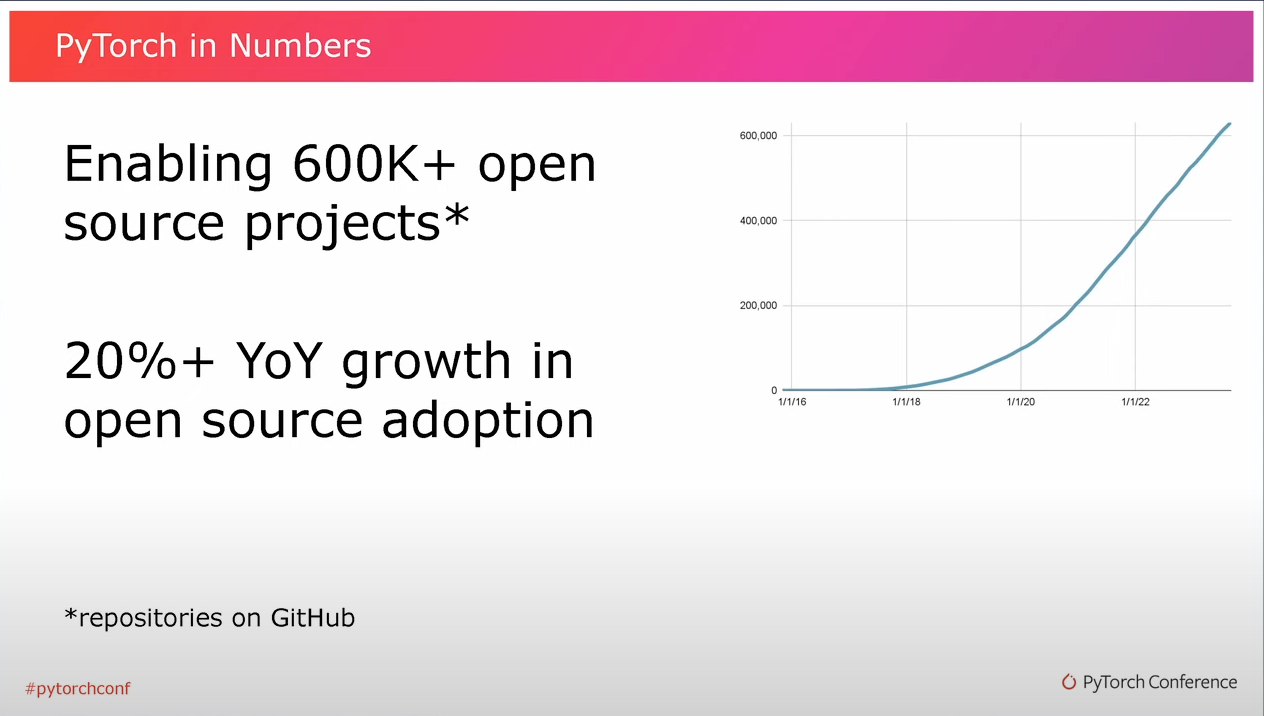 PyTorch in Numbers
Enabling 600K+ open
source projects*
20%+ YoY growth in
open source adoption
600,000
400,000
200,000
0
1/1/16
1/1/18
1/1/20
1/1/22
*repositories on GitHub
#pytorchconf
PyTorch Conference